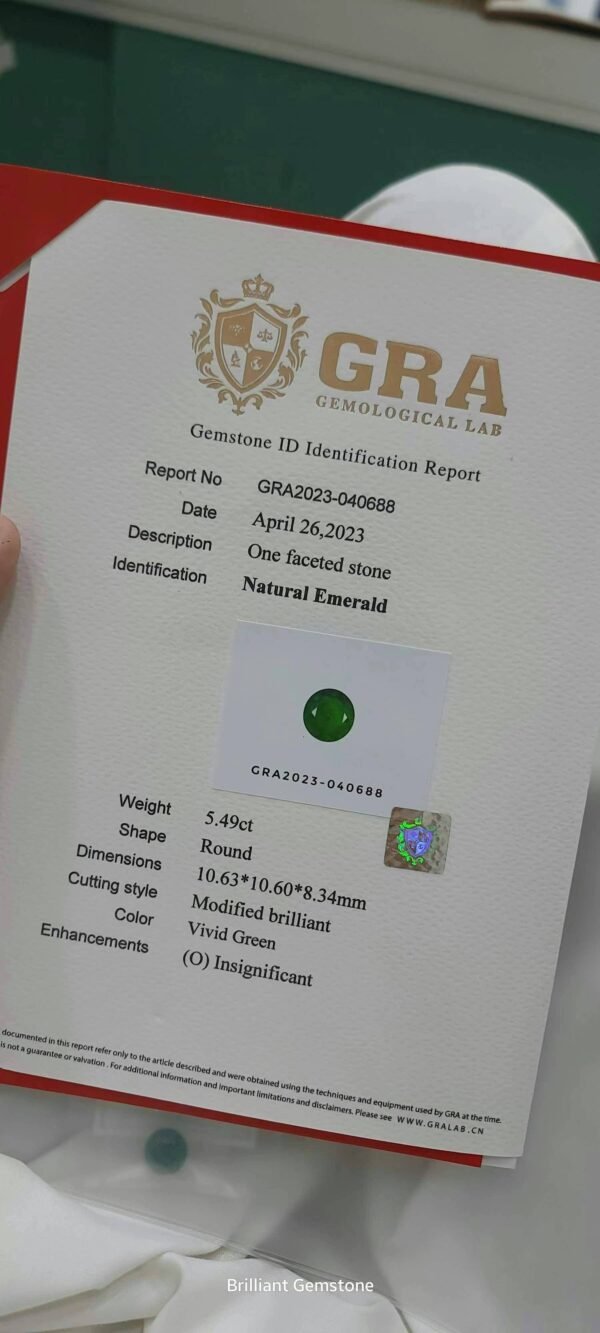 GRA
GEMOLOGICAL LAB
Gemstone ID Identification Report
Report No GRA2023-040688
Date April 26,2023
Description One faceted stone
Identification Natural Emerald
GRA2023-040688
Weight 5.49ct
Shape Round
Dimensions 10.63*10.60*8.34mm
Cutting style Modified brilliant
Color Vivid Green
Enhancements (O) Insignificant
documented in this report refer only to the article described and were obtained using the techniques and equipment used by GRA at the time.
is not a guarantee or valvation . For additional information and important limitations and disclaimers. Please see WWW.GRALAB.CN
Brilliant Gemstone